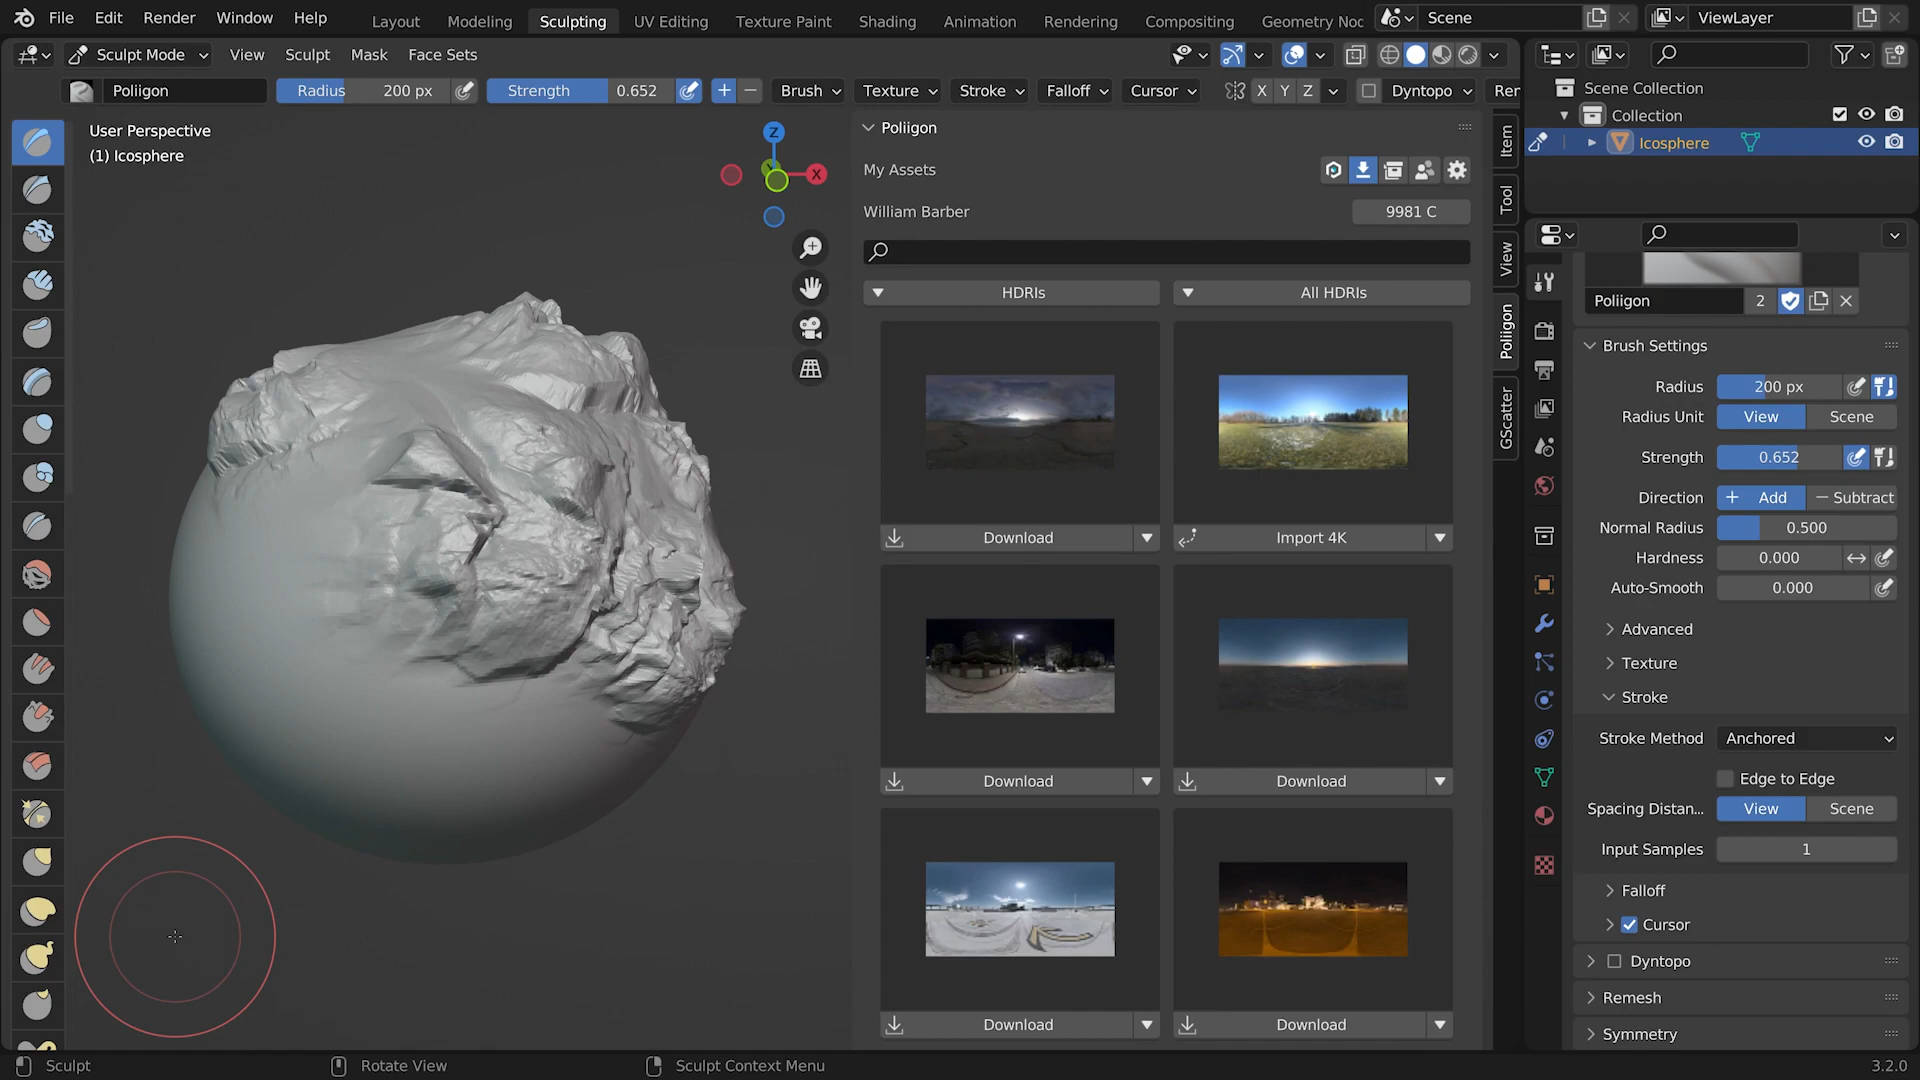 File Edit Render Window Help Layout Modeling Sculpting UV Editing Texture Paint Shading Animation Rendering Compositing Geometry Noc Scene ViewLayer
Sculpt Mode View Sculpt Mask Face Sets
Poliigon Radius 200 px Strength 0.652 Brush Texture Stroke Falloff Cursor X Y Z Dyntopo Ren
User Perspective
(1) Icosphere
Z
X
Poliigon
My Assets
William Barber 9981 C
HDRIs All HDRIs
Download Import 4K
Download Download
Download Download
Item
Tool
View
Poliigon
GScatter
Scene Collection
Collection
Icosphere
Poliigon 2
Brush Settings
Radius 200 px
Radius Unit View Scene
Strength 0.652
Direction + Add − Subtract
Normal Radius 0.500
Hardness 0.000
Auto-Smooth 0.000
Advanced
Texture
Stroke
Stroke Method Anchored
Edge to Edge
Spacing Distan... View Scene
Input Samples 1
Falloff
Cursor
Dyntopo
Remesh
Symmetry
Sculpt Rotate View Sculpt Context Menu 3.2.0